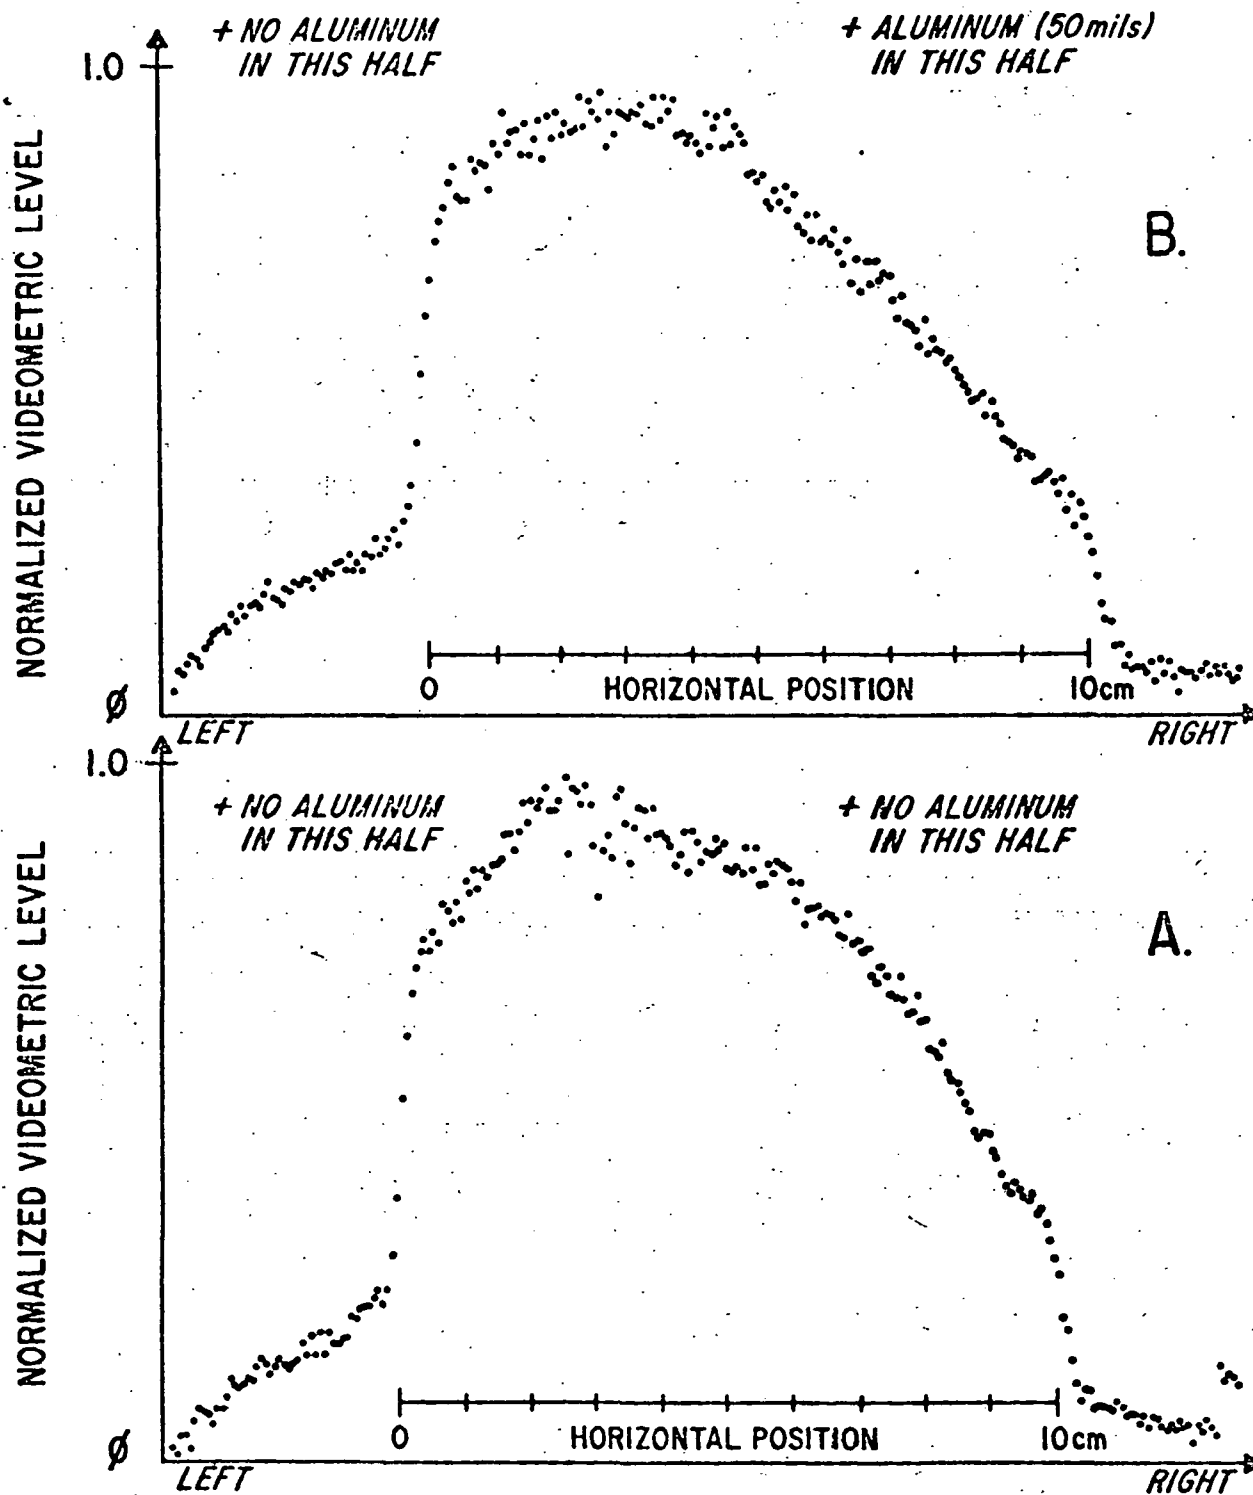 + NO ALUMINUM
IN THIS HALF
+ ALUMINUM (50 mils)
IN THIS HALF
1.0
NORMALIZED VIDEOMETRIC LEVEL
B.
0 HORIZONTAL POSITION 10cm
Ø
LEFT
RIGHT
1.0
+ NO ALUMINUM
IN THIS HALF
+ NO ALUMINUM
IN THIS HALF
NORMALIZED VIDEOMETRIC LEVEL
A.
0 HORIZONTAL POSITION 10cm
Ø
LEFT
RIGHT